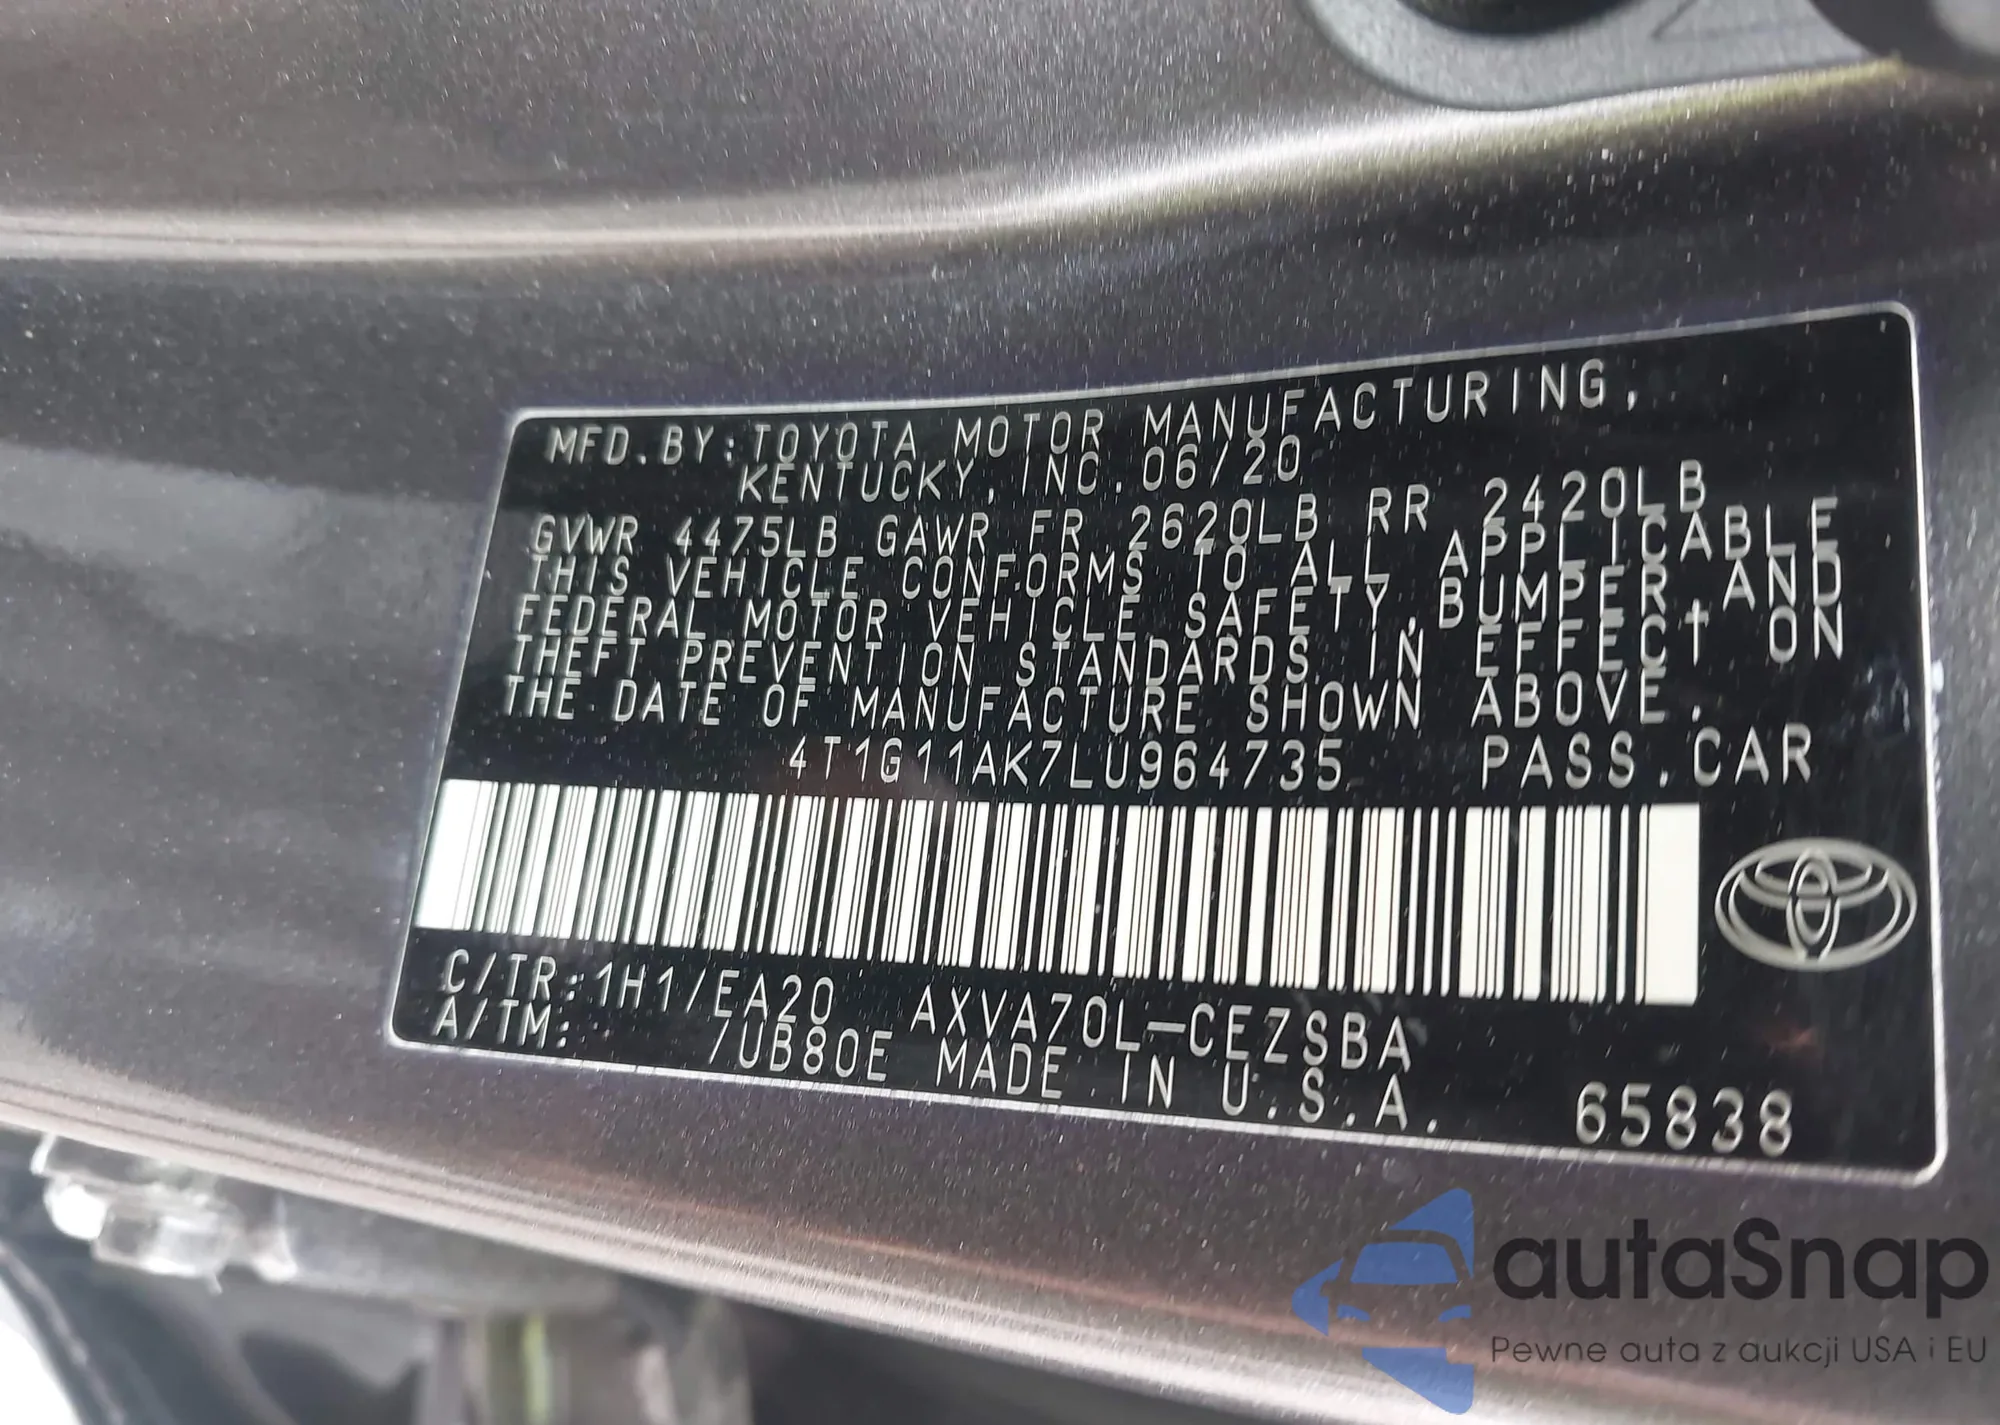 MFD.BY:TOYOTA MOTOR MANUFACTURING,
KENTUCKY, INC. 06/20
GVWR 4475LB GAWR FR 2620LB RR 2420LB
THIS VEHICLE CONFORMS TO ALL APPLICABLE
FEDERAL MOTOR VEHICLE SAFETY, BUMPER, AND
THEFT PREVENTION STANDARDS IN EFFECT ON
THE DATE OF MANUFACTURE SHOWN ABOVE.
4T1G11AK7LU964735 PASS.CAR
C/TR:1H1/EA20 AXVA70L-CEZSBA
A/TM: /UB80E MADE IN U.S.A. 65838
autaSnap
Pewne auta z aukcji USA i EU